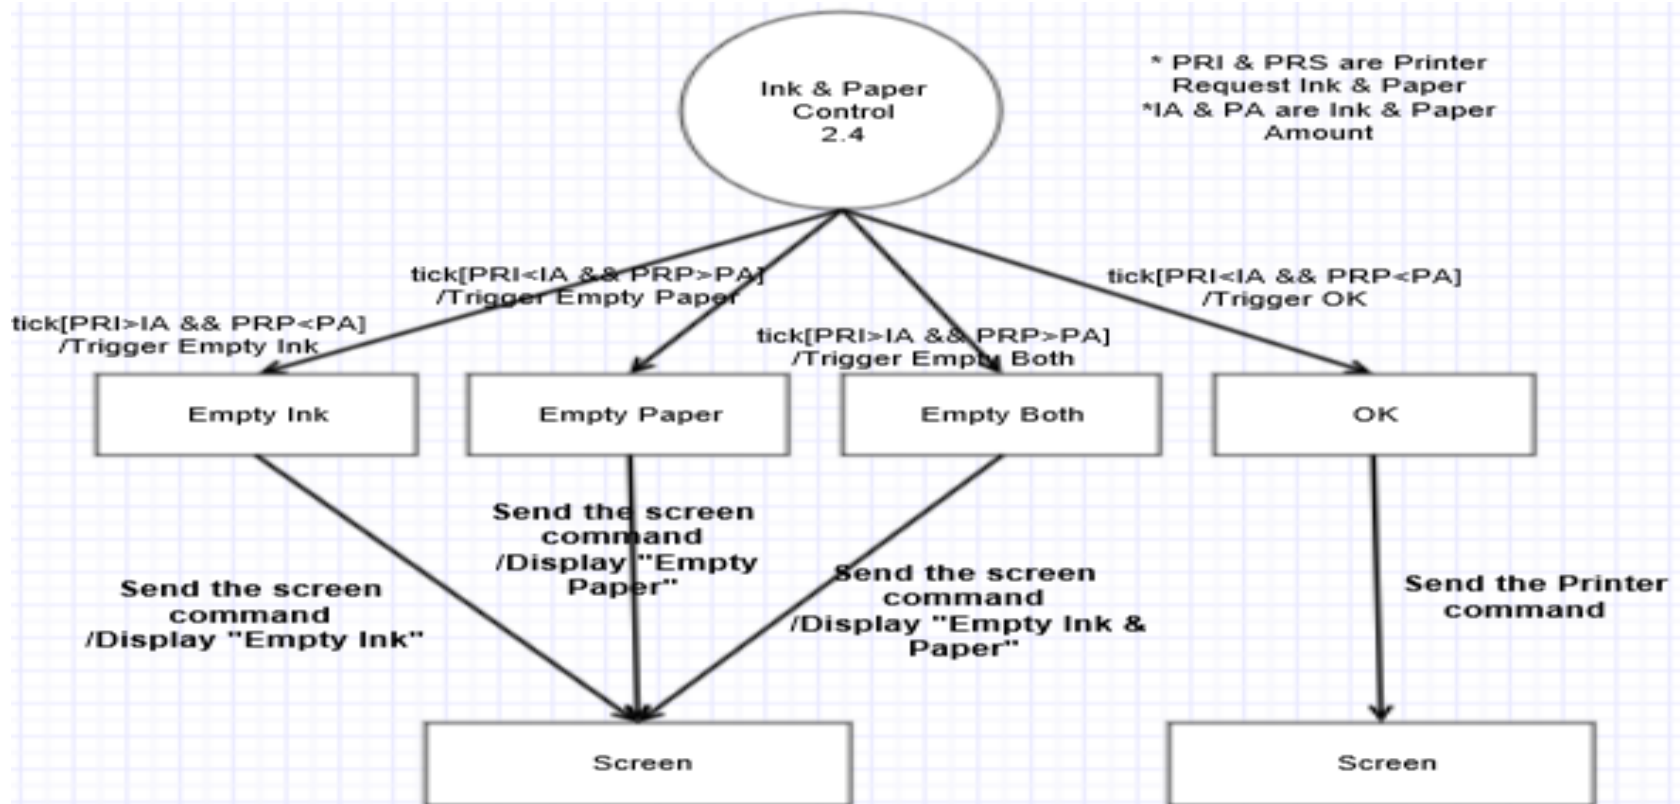 Ink & Paper
Control
2.4
* PRI & PRS are Printer
Request Ink & Paper
*IA & PA are Ink & Paper
Amount
tick[PRI>IA && PRP<PA]
/Trigger Empty Ink
tick[PRI<IA && PRP>PA]
/Trigger Empty Paper
tick[PRI>IA && PRP>PA]
/Trigger Empty Both
tick[PRI<IA && PRP<PA]
/Trigger OK
Empty Ink
Empty Paper
Empty Both
OK
Send the screen
command
/Display "Empty Ink"
Send the screen
command
/Display "Empty
Paper"
Send the screen
command
/Display "Empty Ink &
Paper"
Send the Printer
command
Screen
Screen